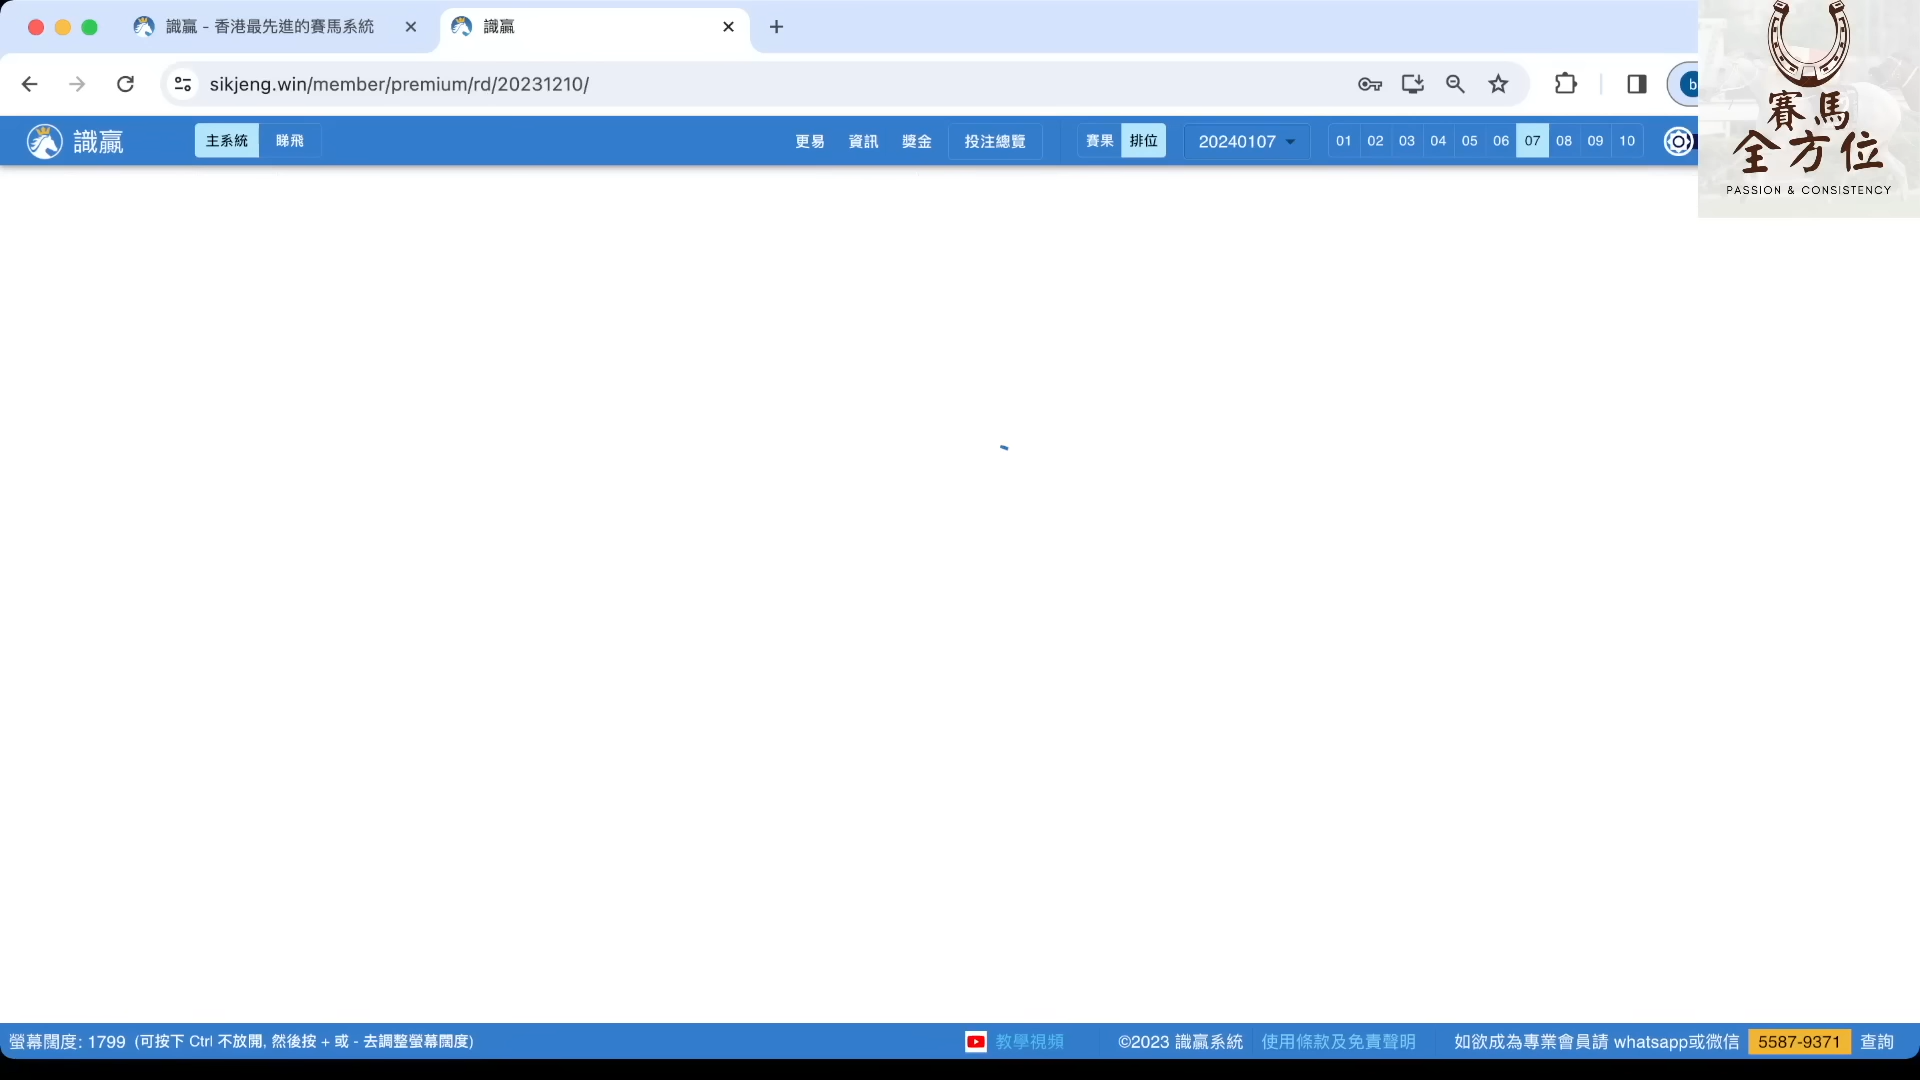 識贏 - 香港最先進的賽馬系統
識贏
sikjeng.win/member/premium/rd/20231210/
b
識贏 主系統 睇飛 更易 資訊 獎金 投注總覽 賽果 排位 20240107 01 02 03 04 05 06 07 08 09 10
賽馬
全方位
PASSION & CONSISTENCY
螢幕闊度: 1799 (可按下 Ctrl 不放開, 然後按 + 或 - 去調整螢幕闊度) 教學視頻 ©2023 識贏系統 使用條款及免責聲明 如欲成為專業會員請 whatsapp或微信 5587-9371 查詢